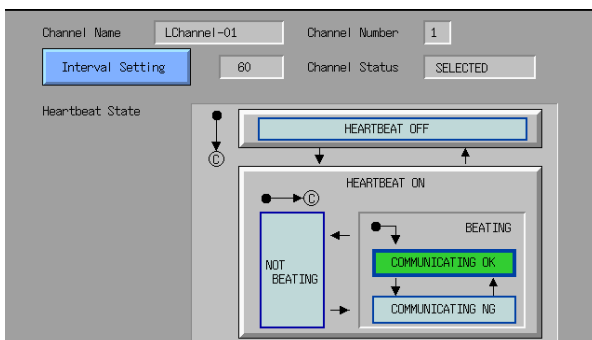 Channel Name LChannel-01 Channel Number 1
Interval Setting 60 Channel Status SELECTED
Heartbeat State
HEARTBEAT OFF
C
HEARTBEAT ON
C
BEATING
COMMUNICATING OK
NOT
BEATING
COMMUNICATING NG